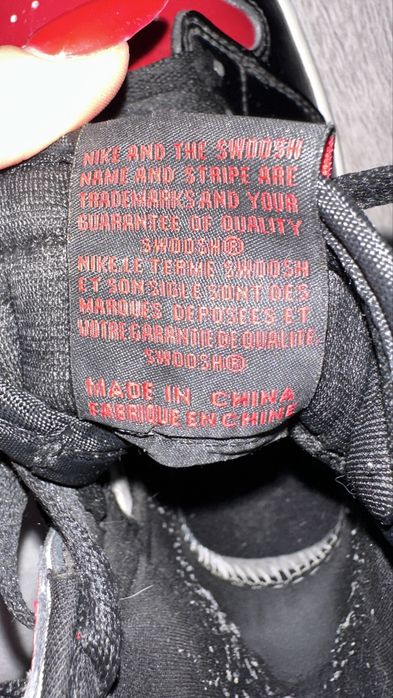 NIKE AND THE SWOOSH
NAME AND STRIPE ARE
TRADEMARKS AND YOUR
GUARANTEE OF QUALITY
SWOOSH®
NIKE.LE TERME SWOOSH
ET SON SIGLE SONT DES
MARQUES DEPOSEES ET
VOTRE GARANTIE DE QUALITE.
SWOOSH®
MADE IN CHINA
FABRIQUE EN CHINE